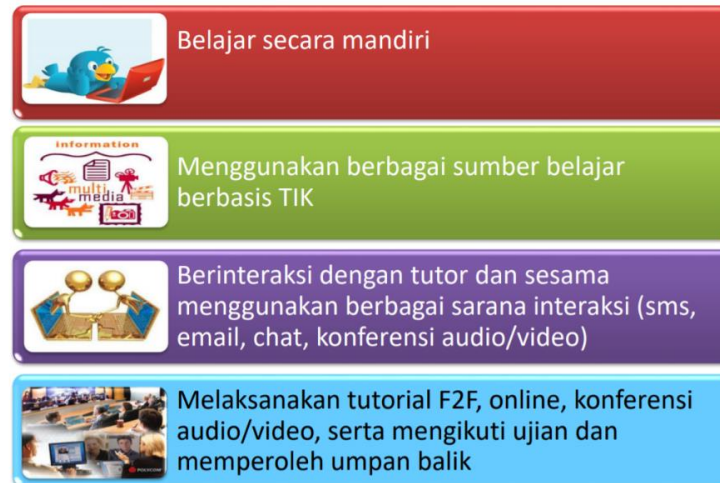 Belajar secara mandiri
information
multi
media
Menggunakan berbagai sumber belajar
berbasis TIK
Berinteraksi dengan tutor dan sesama
menggunakan berbagai sarana interaksi (sms,
email, chat, konferensi audio/video)
Melaksanakan tutorial F2F, online, konferensi
audio/video, serta mengikuti ujian dan
memperoleh umpan balik
POLYCOM